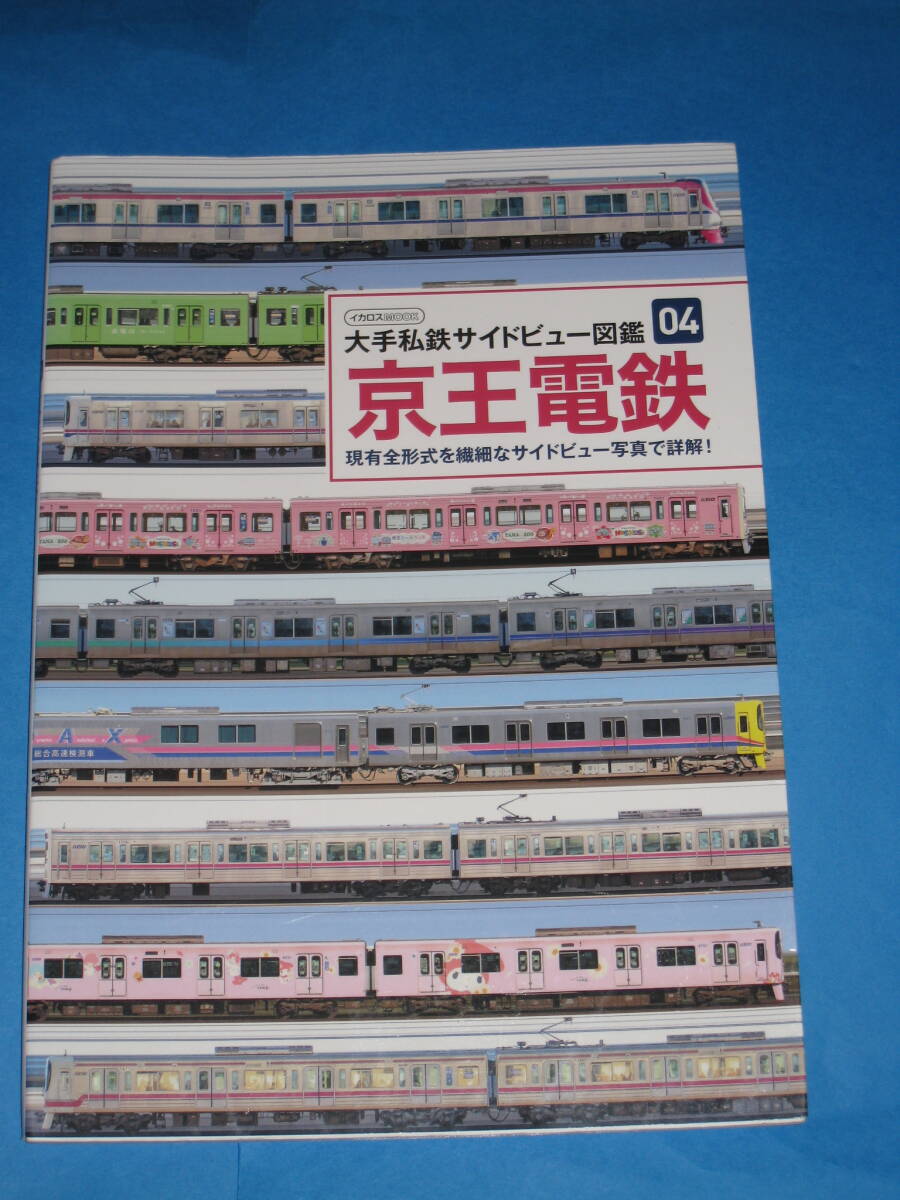 イカロスMOOK
大手私鉄サイドビュー図鑑 04
京王電鉄
現有全形式を繊細なサイドビュー写真で詳解!
A X
総合高速検測車